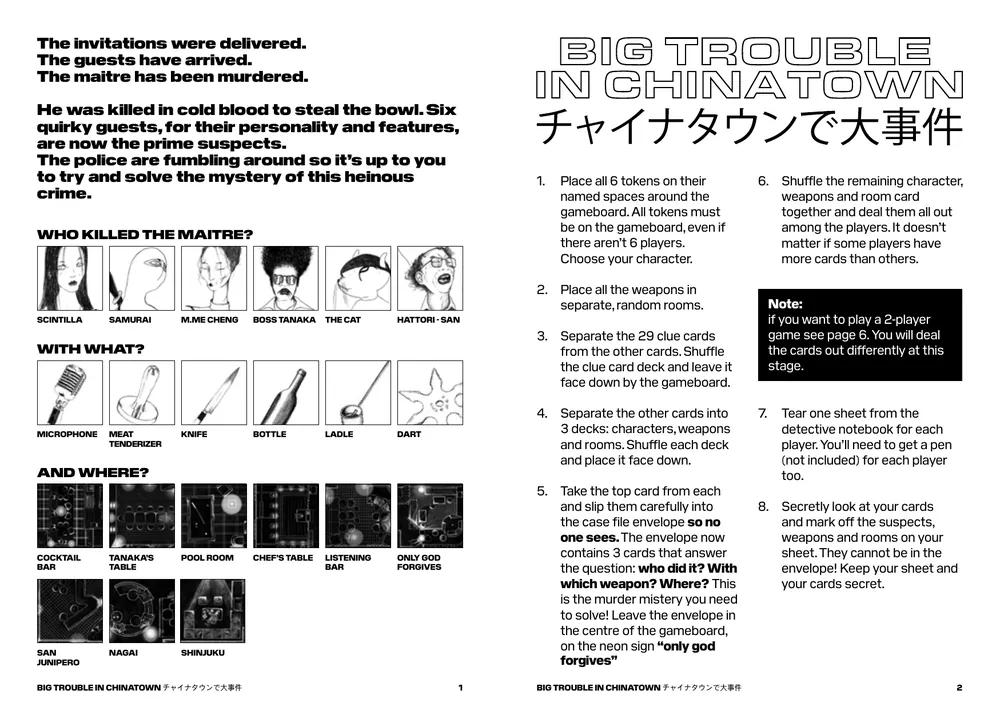 The invitations were delivered.
The guests have arrived.
The maitre has been murdered.
He was killed in cold blood to steal the bowl. Six
quirky guests, for their personality and features,
are now the prime suspects.
The police are fumbling around so it's up to you
to try and solve the mystery of this heinous
crime.
WHO KILLED THE MAITRE?
SCINTILLA
SAMURAI
M.ME CHENG
BOSS TANAKA
THE CAT
HATTORI - SAN
WITH WHAT?
MICROPHONE
MEAT
TENDERIZER
KNIFE
BOTTLE
LADLE
DART
AND WHERE?
COCKTAIL
BAR
TANAKA'S
TABLE
POOL ROOM
CHEF'S TABLE
LISTENING
BAR
ONLY GOD
FORGIVES
SAN
JUNIPERO
NAGAI
SHINJUKU
BIG TROUBLE IN CHINATOWN チャイナタウンで大事件
1
BIG TROUBLE
IN CHINATOWN
チャイナタウンで大事件
1. Place all 6 tokens on their
named spaces around the
gameboard. All tokens must
be on the gameboard, even if
there aren't 6 players.
Choose your character.
2. Place all the weapons in
separate, random rooms.
3. Separate the 29 clue cards
from the other cards. Shuffle
the clue card deck and leave it
face down by the gameboard.
4. Separate the other cards into
3 decks: characters, weapons
and rooms. Shuffle each deck
and place it face down.
5. Take the top card from each
and slip them carefully into
the case file envelope so no
one sees. The envelope now
contains 3 cards that answer
the question: who did it? With
which weapon? Where? This
is the murder mistery you need
to solve! Leave the envelope in
the centre of the gameboard,
on the neon sign “only god
forgives”
6. Shuffle the remaining character,
weapons and room card
together and deal them all out
among the players. It doesn't
matter if some players have
more cards than others.
Note:
if you want to play a 2-player
game see page 6. You will deal
the cards out differently at this
stage.
7. Tear one sheet from the
detective notebook for each
player. You'll need to get a pen
(not included) for each player
too.
8. Secretly look at your cards
and mark off the suspects,
weapons and rooms on your
sheet. They cannot be in the
envelope! Keep your sheet and
your cards secret.
BIG TROUBLE IN CHINATOWN チャイナタウンで大事件
2